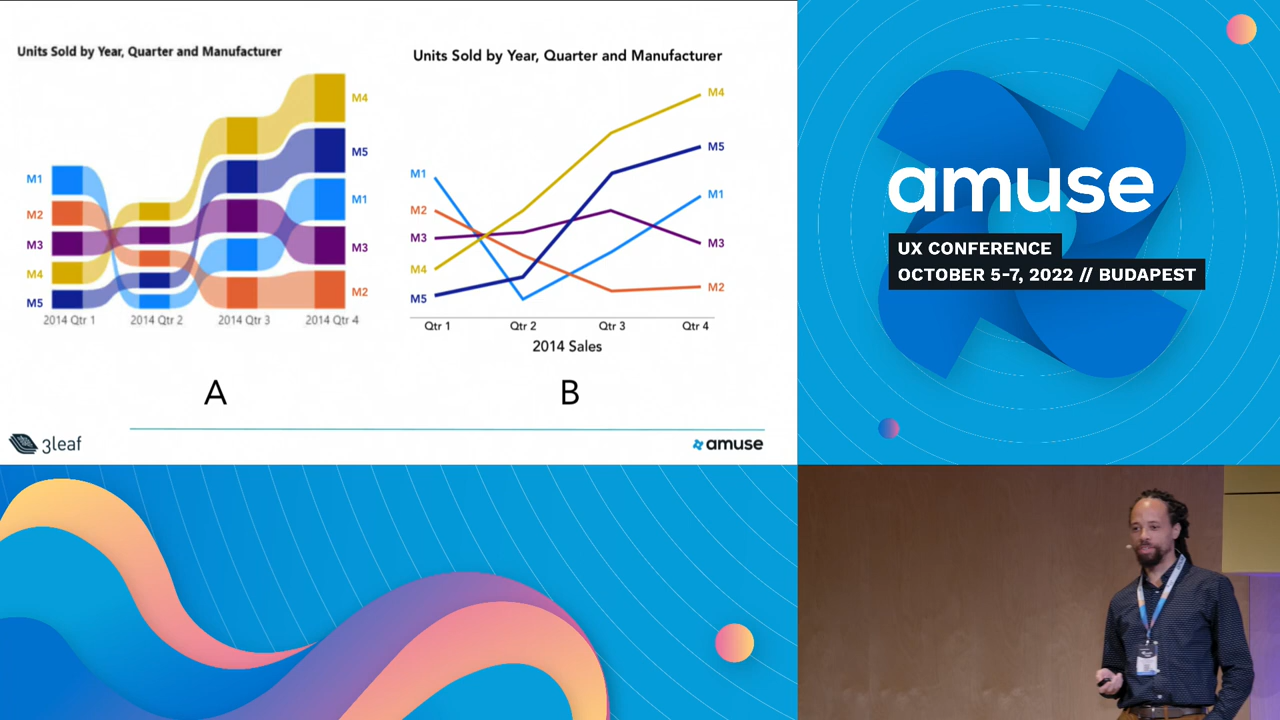 Units Sold by Year, Quarter and Manufacturer
M4
M5
M1
M1
M2
M3
M3
M4
M2
M5
2014 Qtr 1 2014 Qtr 2 2014 Qtr 3 2014 Qtr 4
A
Units Sold by Year, Quarter and Manufacturer
M4
M5
M1
M1
M2
M3
M3
M4
M2
M5
Qtr 1 Qtr 2 Qtr 3 Qtr 4
2014 Sales
B
3leaf
amuse
amuse
UX CONFERENCE
OCTOBER 5-7, 2022 // BUDAPEST